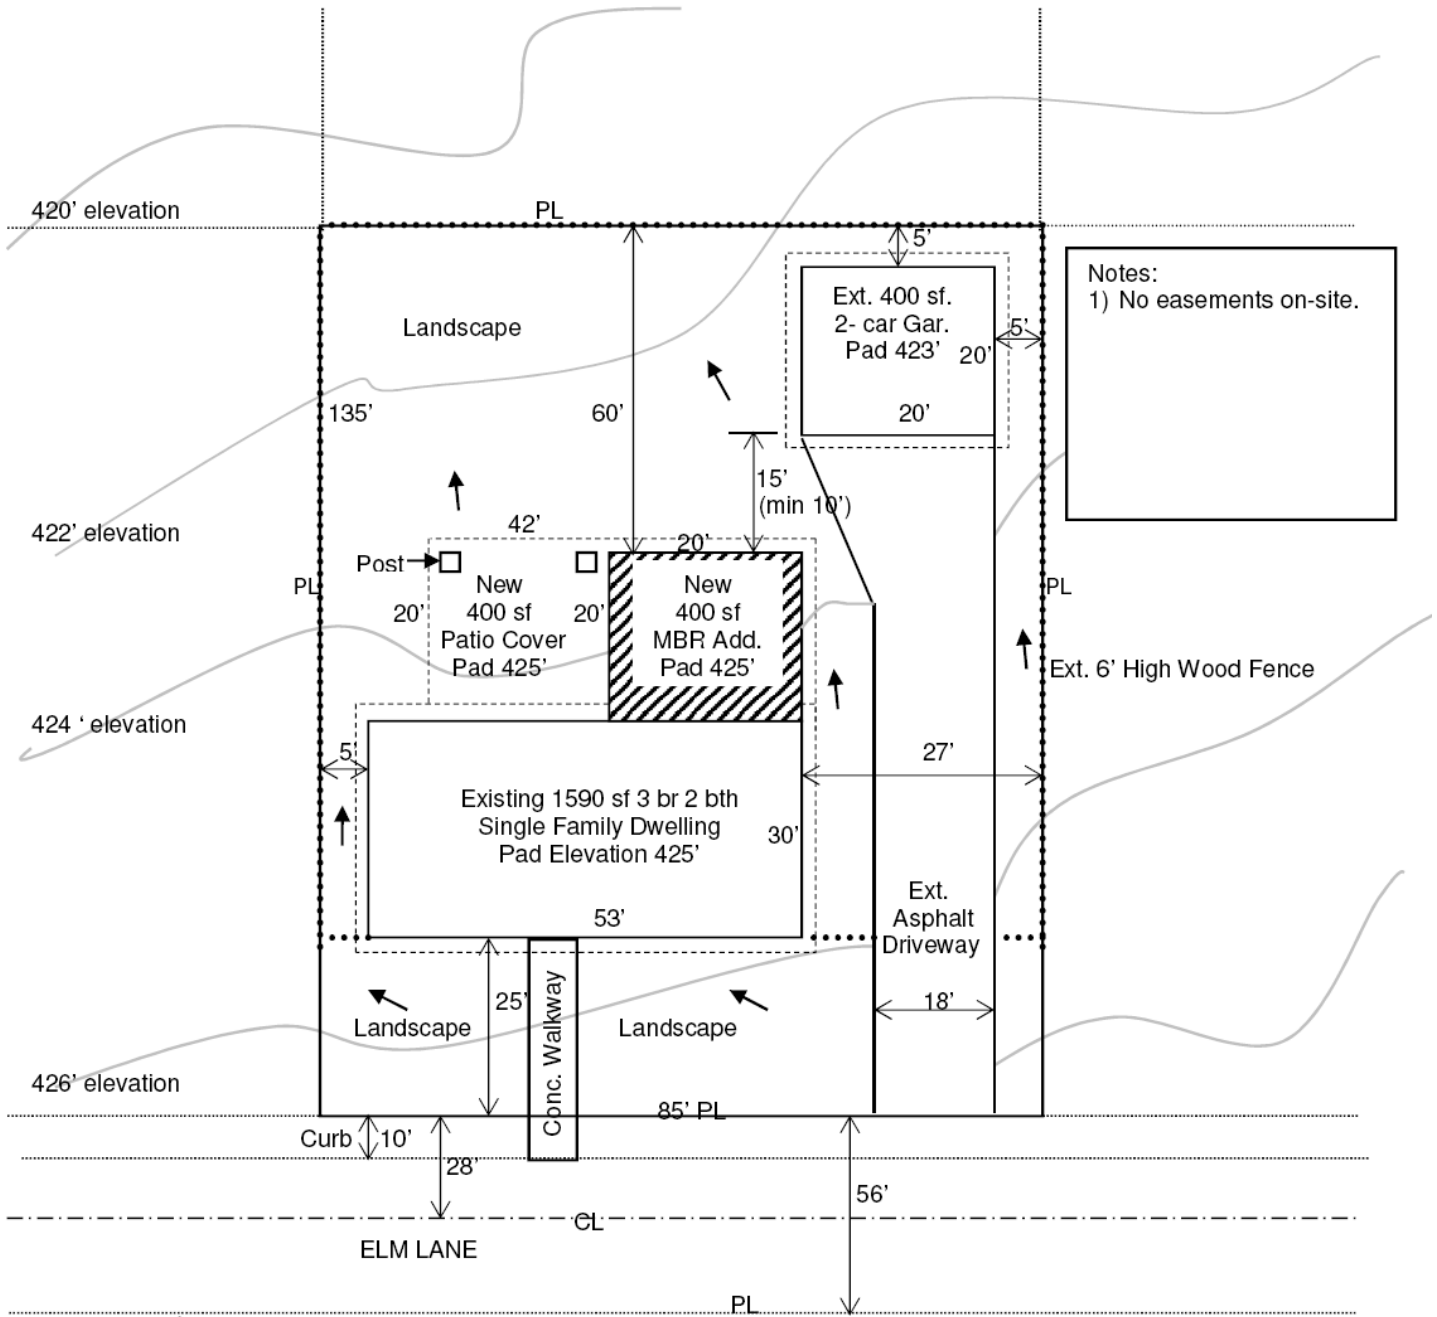 420’ elevation
PL
5’
Notes:
1) No easements on-site.
Ext. 400 sf.
2- car Gar.
Pad 423’
20’
5’
Landscape
135’
60’
20’
15’
(min 10’)
422’ elevation
42’
20’
Post
New
400 sf
Patio Cover
Pad 425’
20’
20’
New
400 sf
MBR Add.
Pad 425’
PL
PL
Ext. 6’ High Wood Fence
424 ‘ elevation
5’
27’
Existing 1590 sf 3 br 2 bth
Single Family Dwelling
Pad Elevation 425’
30’
53’
Ext.
Asphalt
Driveway
25’
Conc. Walkway
18’
Landscape
Landscape
426’ elevation
85’ PL
Curb
10’
28’
56’
CL
ELM LANE
PL